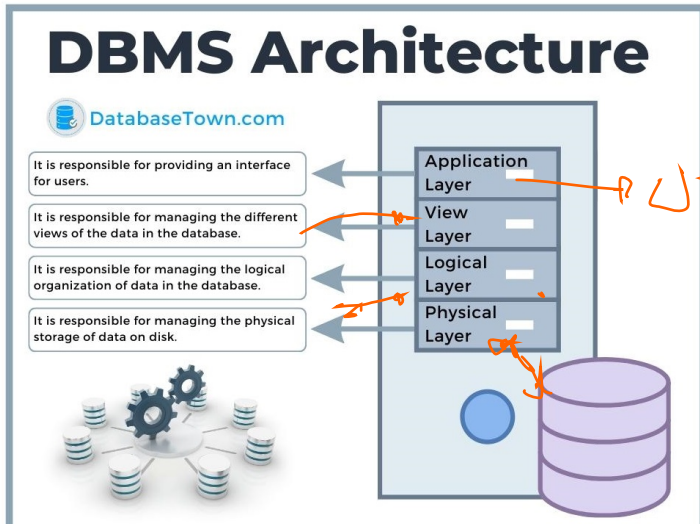 DBMS Architecture
DatabaseTown.com
It is responsible for providing an interface
for users.
Application
Layer
It is responsible for managing the different
views of the data in the database.
View
Layer
It is responsible for managing the logical
organization of data in the database.
Logical
Layer
It is responsible for managing the physical
storage of data on disk.
Physical
Layer